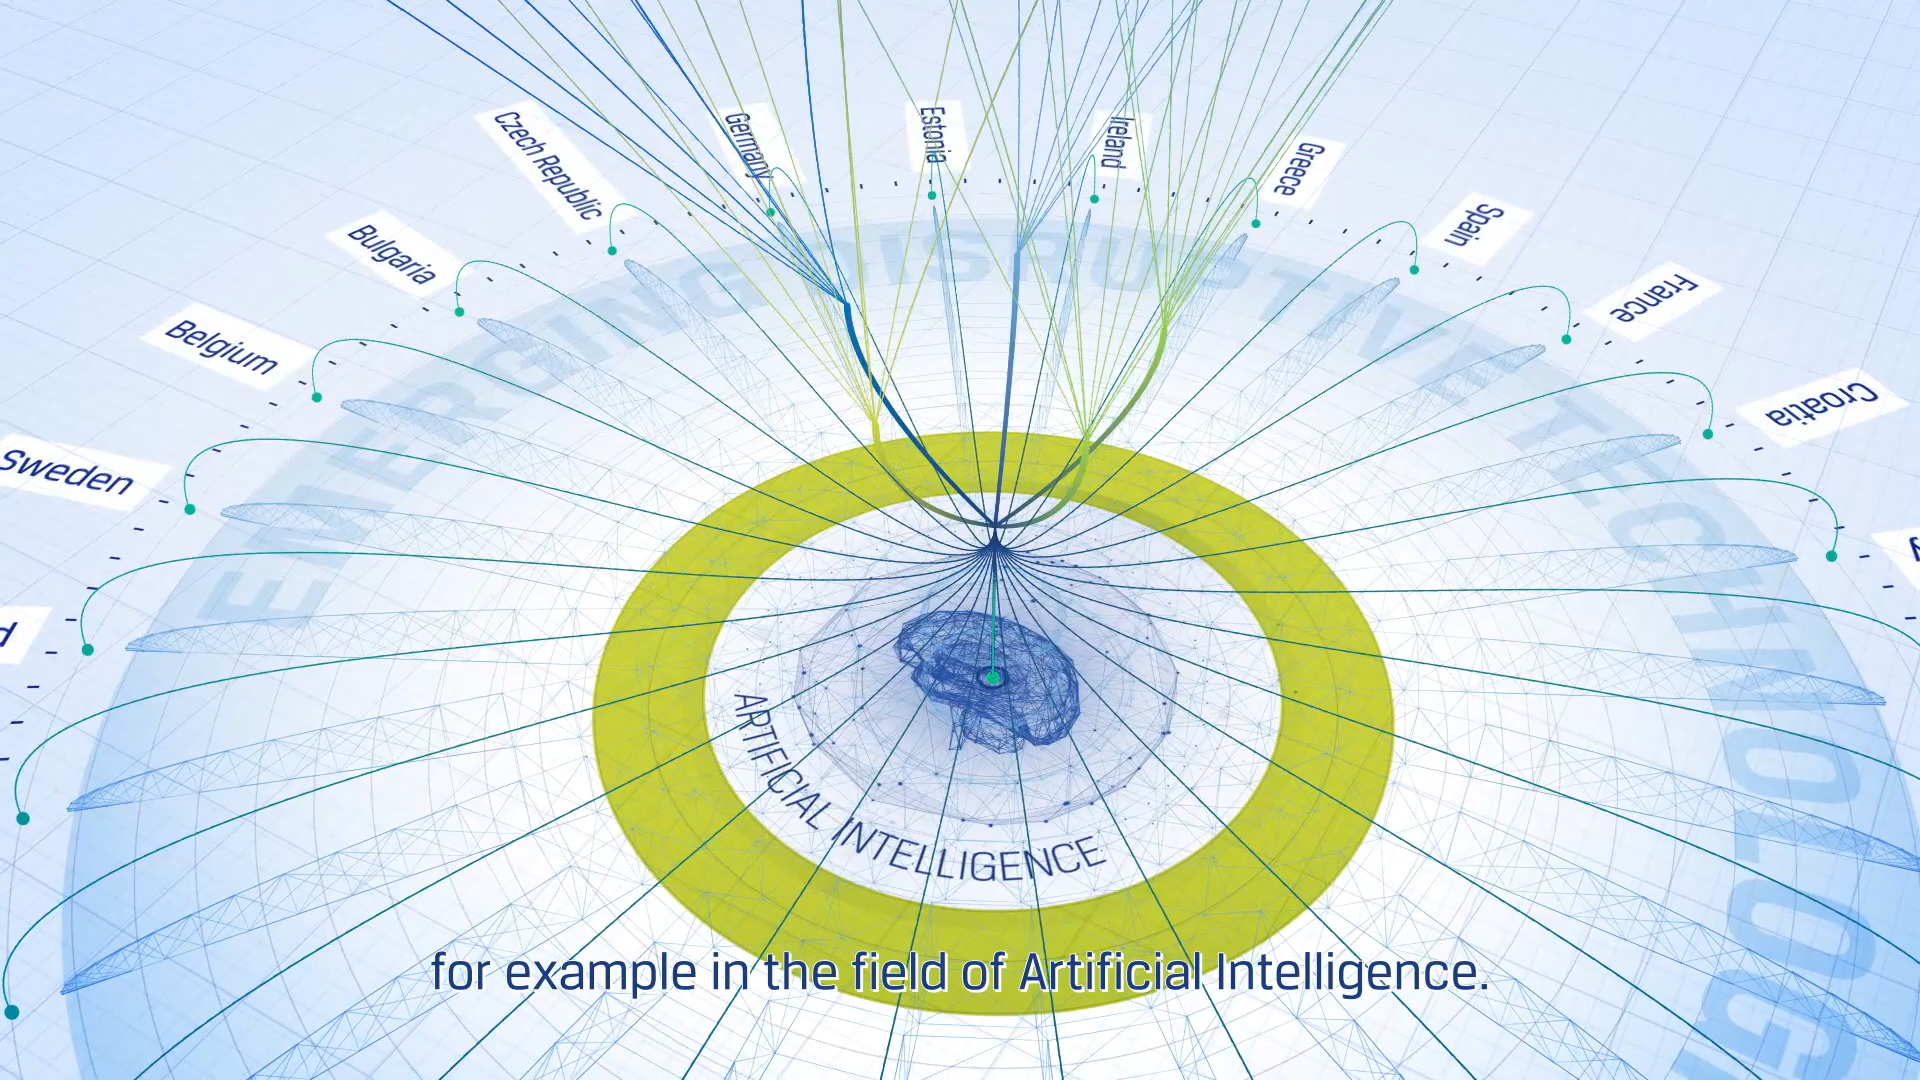 Czech Republic
Germany
Estonia
Ireland
Grece
Spain
Bulgaria
France
Belgium
Croatia
Sweden
EMERGING DISRUPTIVE TECHNOLOG
ARTIFICIAL INTELLIGENCE
for example in the field of Artificial Intelligence.